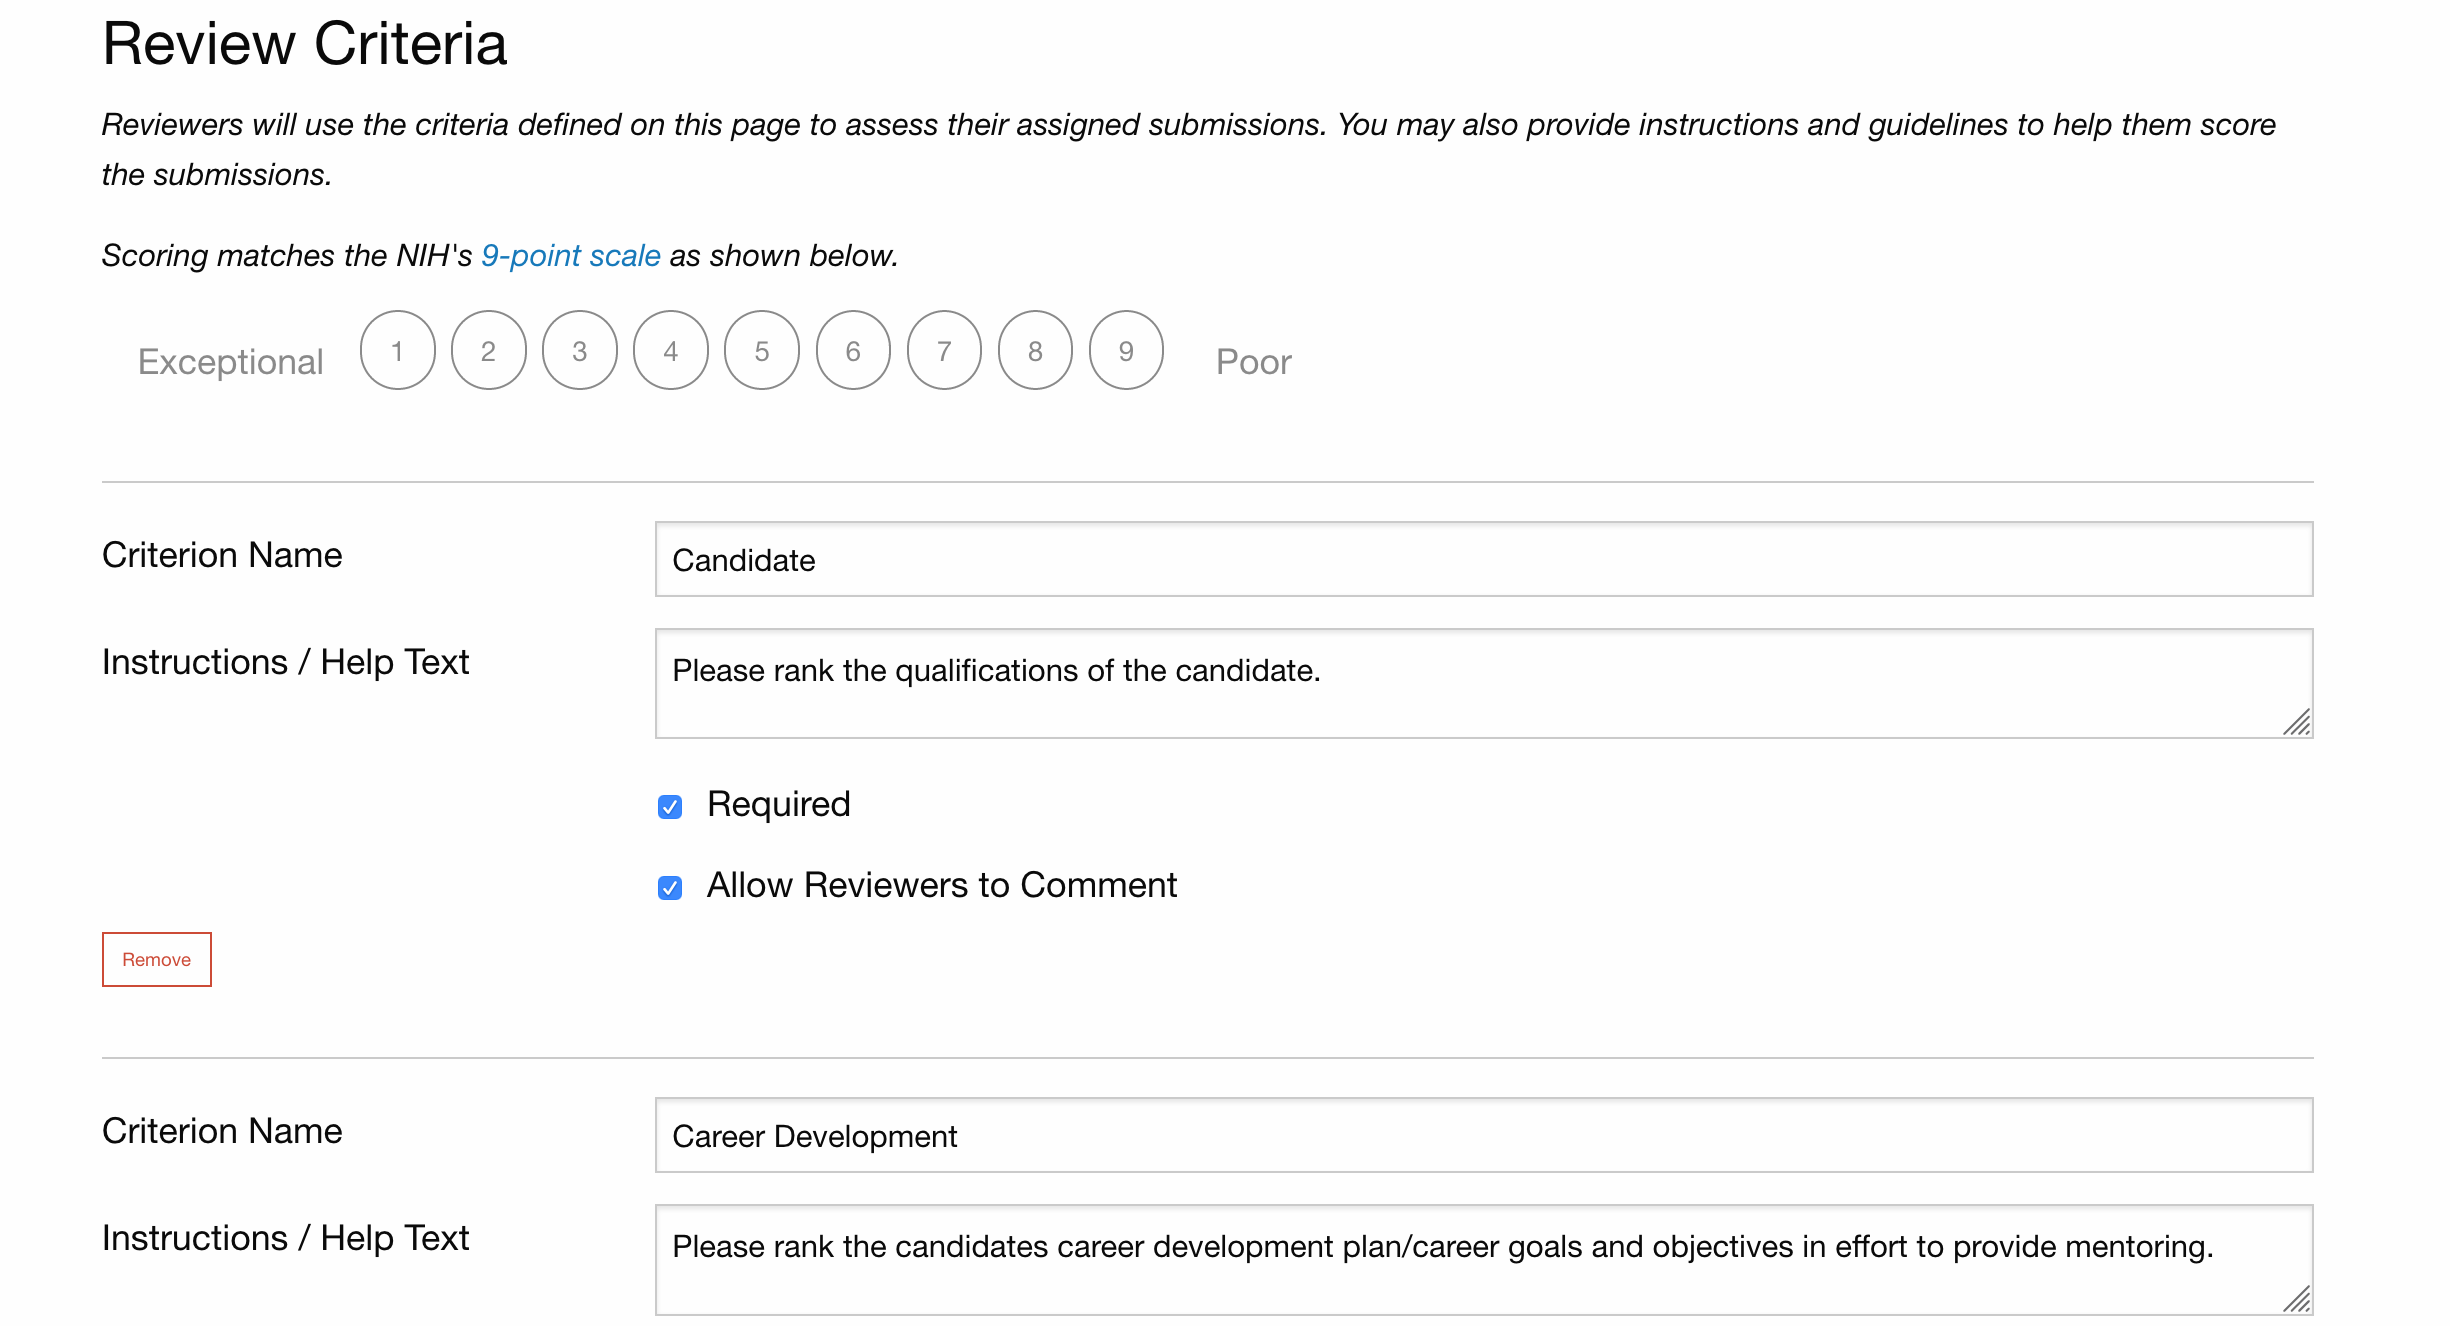 Review Criteria
Reviewers will use the criteria defined on this page to assess their assigned submissions. You may also provide instructions and guidelines to help them score
the submissions.
Scoring matches the NIH's 9-point scale as shown below.
Exceptional 1 2 3 4 5 6 7 8 9 Poor
Criterion Name Candidate
Instructions / Help Text Please rank the qualifications of the candidate.
Required
Allow Reviewers to Comment
Remove
Criterion Name Career Development
Instructions / Help Text Please rank the candidates career development plan/career goals and objectives in effort to provide mentoring.